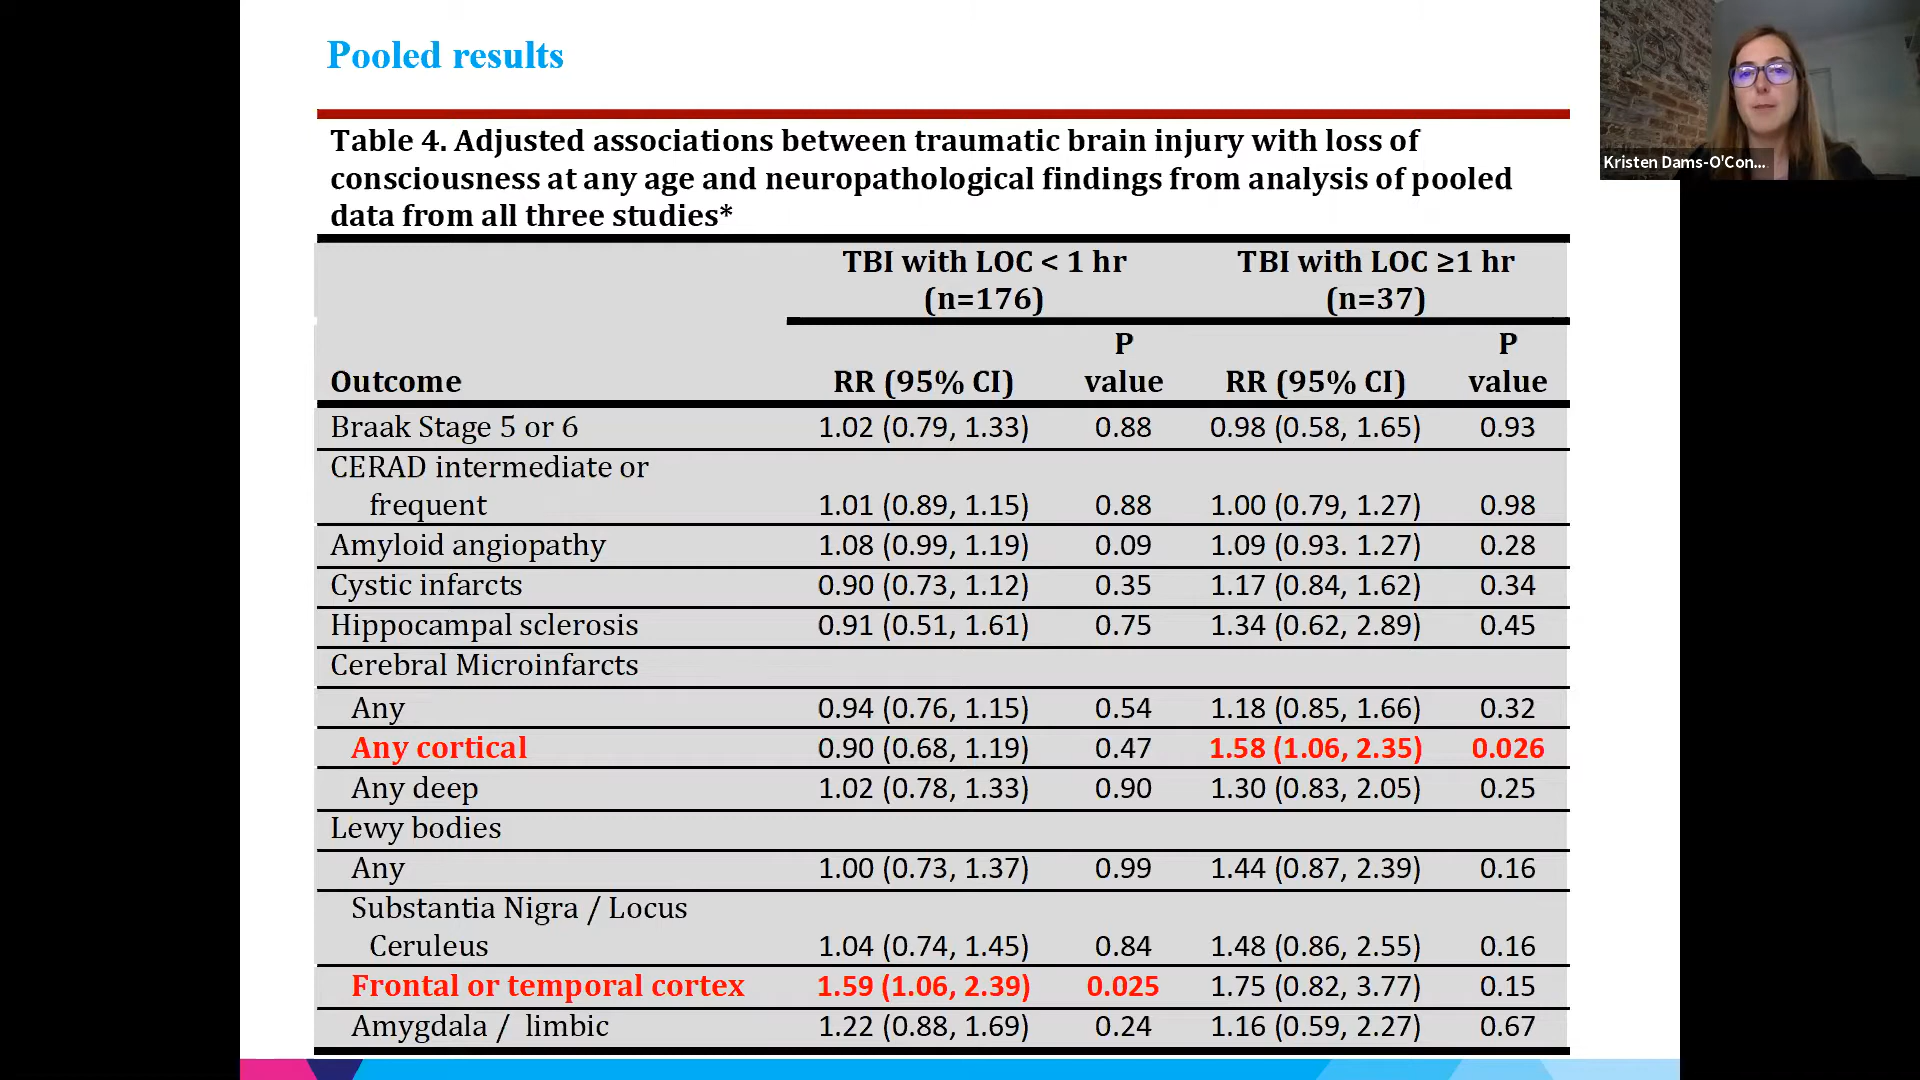 Pooled results
Kristen Dams-O'Con...
Table 4. Adjusted associations between traumatic brain injury with loss of
consciousness at any age and neuropathological findings from analysis of pooled
data from all three studies*
TBI with LOC < 1 hr TBI with LOC ≥1 hr
(n=176) (n=37)
P P
Outcome RR (95% CI) value RR (95% CI) value
Braak Stage 5 or 6 1.02 (0.79, 1.33) 0.88 0.98 (0.58, 1.65) 0.93
CERAD intermediate or
frequent 1.01 (0.89, 1.15) 0.88 1.00 (0.79, 1.27) 0.98
Amyloid angiopathy 1.08 (0.99, 1.19) 0.09 1.09 (0.93. 1.27) 0.28
Cystic infarcts 0.90 (0.73, 1.12) 0.35 1.17 (0.84, 1.62) 0.34
Hippocampal sclerosis 0.91 (0.51, 1.61) 0.75 1.34 (0.62, 2.89) 0.45
Cerebral Microinfarcts
Any 0.94 (0.76, 1.15) 0.54 1.18 (0.85, 1.66) 0.32
Any cortical 0.90 (0.68, 1.19) 0.47 1.58 (1.06, 2.35) 0.026
Any deep 1.02 (0.78, 1.33) 0.90 1.30 (0.83, 2.05) 0.25
Lewy bodies
Any 1.00 (0.73, 1.37) 0.99 1.44 (0.87, 2.39) 0.16
Substantia Nigra / Locus
Ceruleus 1.04 (0.74, 1.45) 0.84 1.48 (0.86, 2.55) 0.16
Frontal or temporal cortex 1.59 (1.06, 2.39) 0.025 1.75 (0.82, 3.77) 0.15
Amygdala / limbic 1.22 (0.88, 1.69) 0.24 1.16 (0.59, 2.27) 0.67